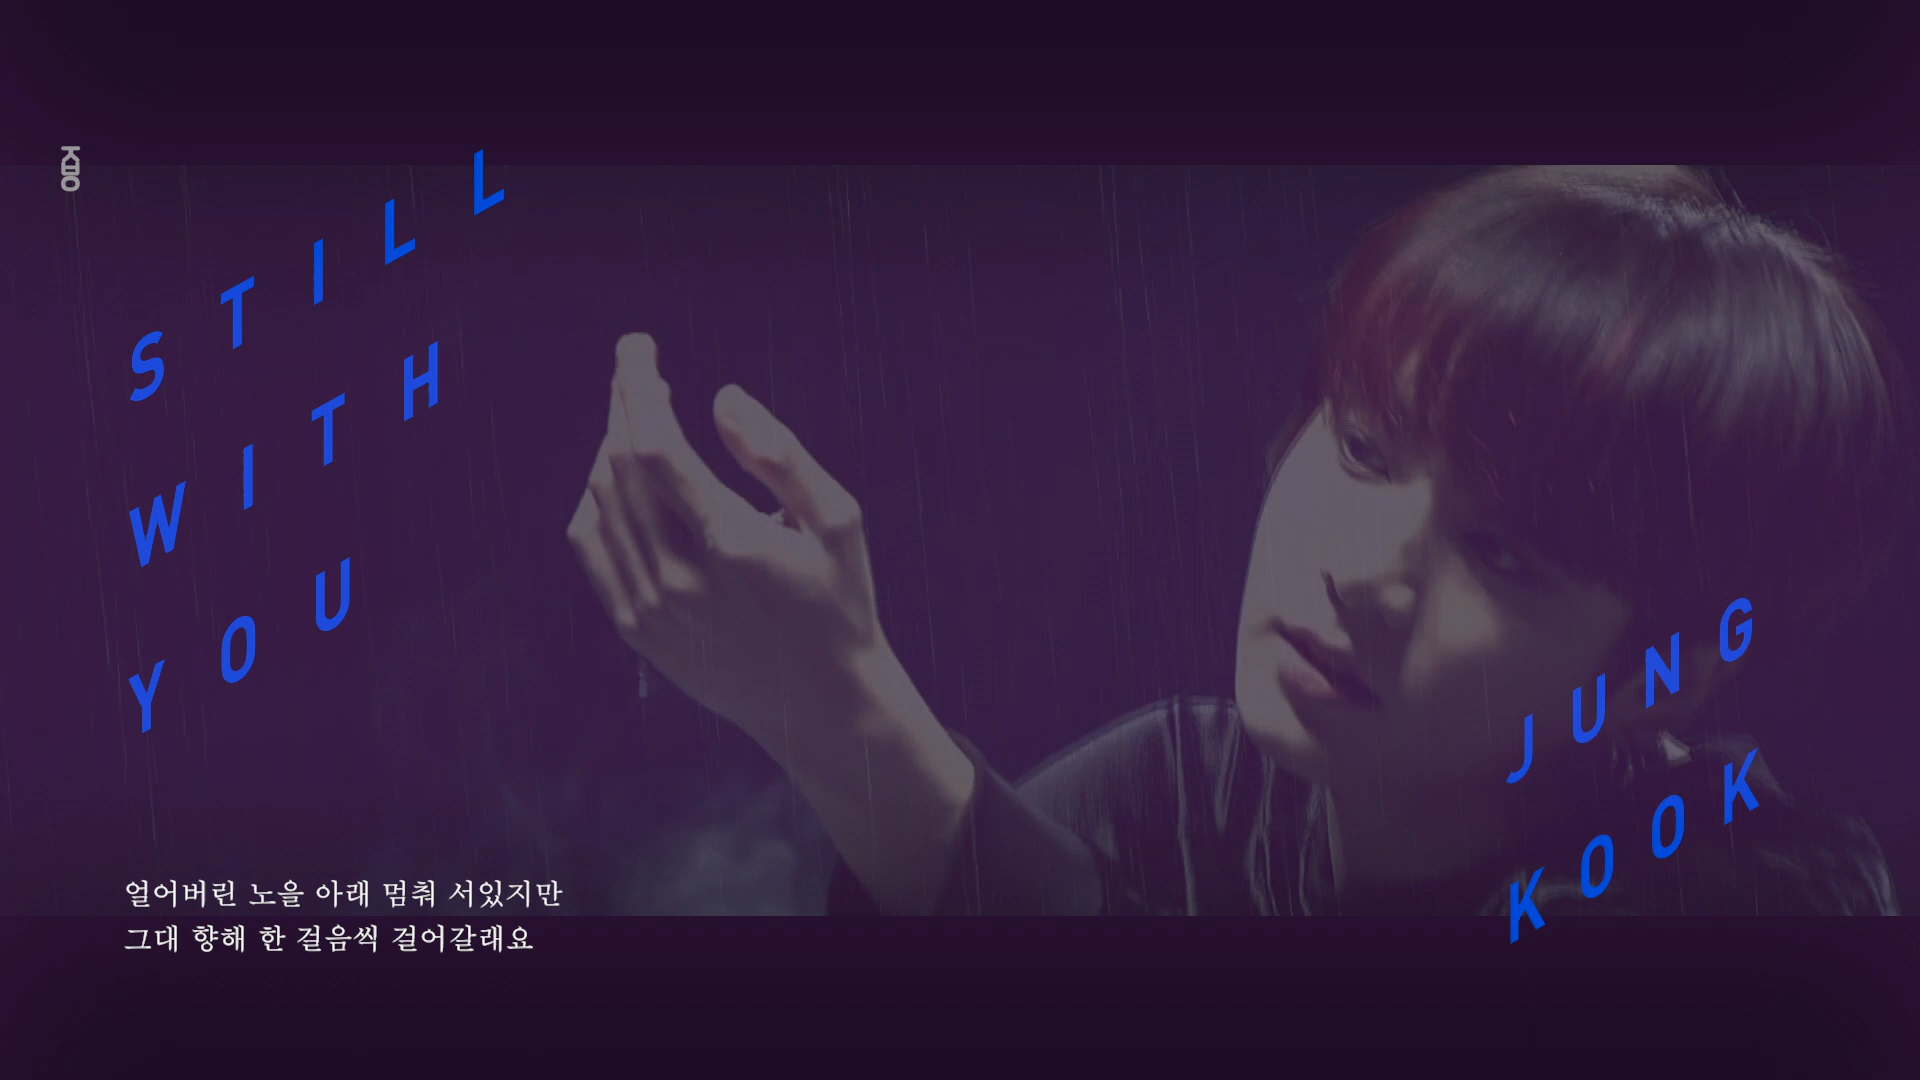 STILL
WITH
YOU
JUNG
KOOK
얼어버린 노을 아래 멈춰 서있지만
그대 향해 한 걸음씩 걸어갈래요